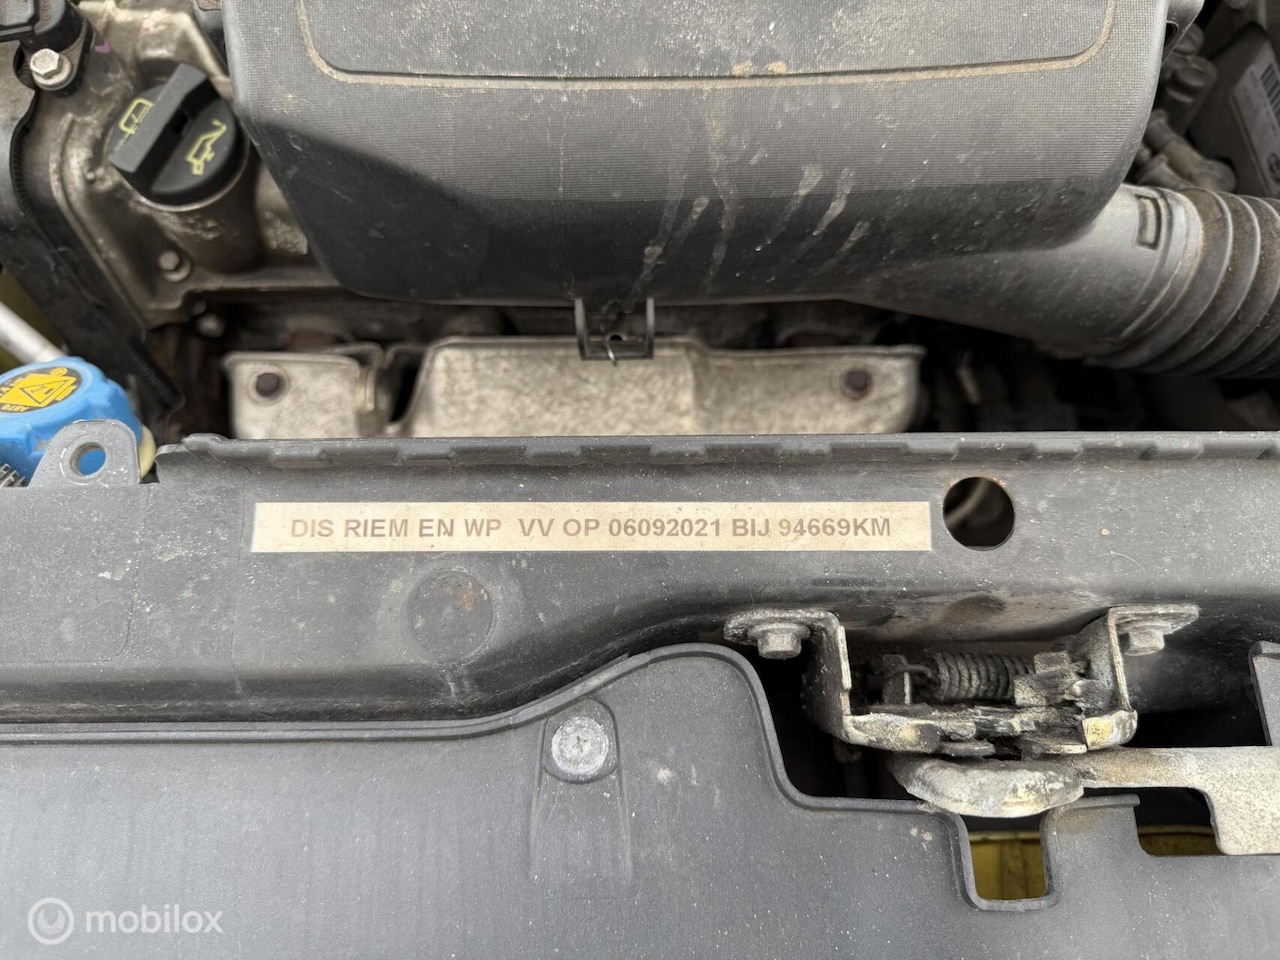 DIS RIEM EN WP VV OP 06092021 BIJ 94669KM
mobilox